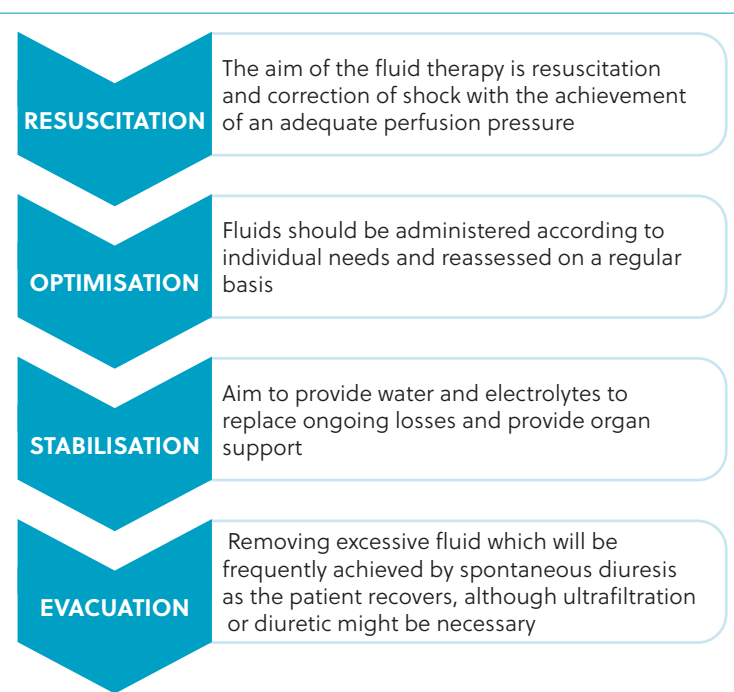 RESUSCITATION
The aim of the fluid therapy is resuscitation
and correction of shock with the achievement
of an adequate perfusion pressure
OPTIMISATION
Fluids should be administered according to
individual needs and reassessed on a regular
basis
STABILISATION
Aim to provide water and electrolytes to
replace ongoing losses and provide organ
support
EVACUATION
Removing excessive fluid which will be
frequently achieved by spontaneous diuresis
as the patient recovers, although ultrafiltration
or diuretic might be necessary